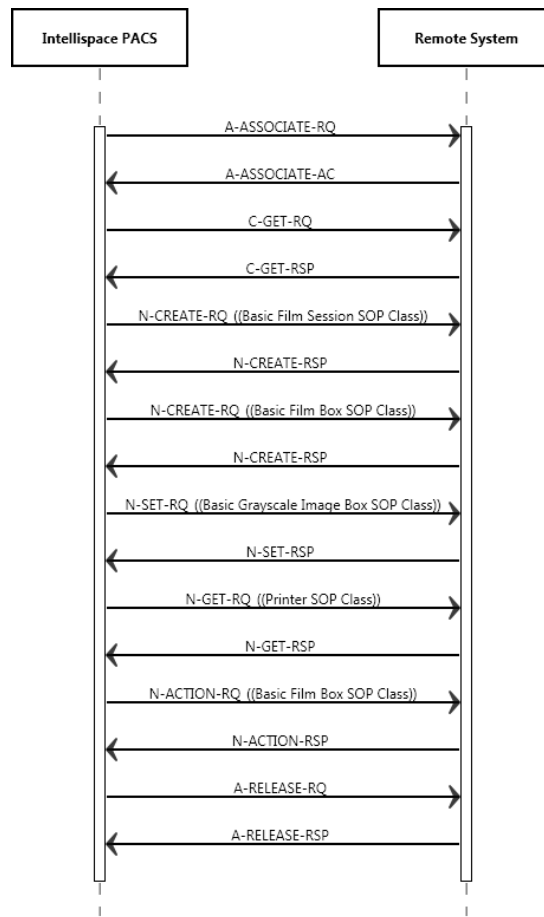 Intellispace PACS
Remote System
A-ASSOCIATE-RQ
A-ASSOCIATE-AC
C-GET-RQ
C-GET-RSP
N-CREATE-RQ ((Basic Film Session SOP Class))
N-CREATE-RSP
N-CREATE-RQ ((Basic Film Box SOP Class))
N-CREATE-RSP
N-SET-RQ ((Basic Grayscale Image Box SOP Class))
N-SET-RSP
N-GET-RQ ((Printer SOP Class))
N-GET-RSP
N-ACTION-RQ ((Basic Film Box SOP Class))
N-ACTION-RSP
A-RELEASE-RQ
A-RELEASE-RSP